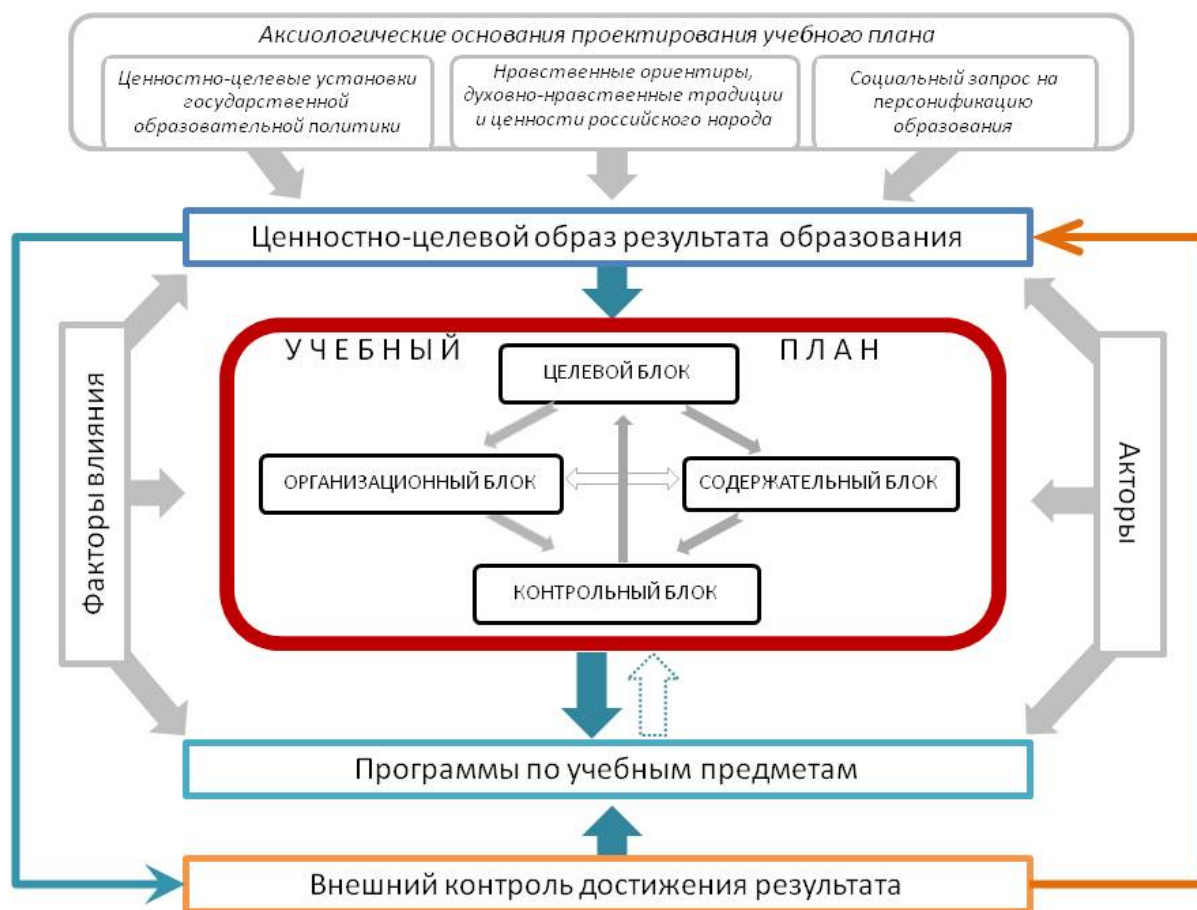 Аксиологические основания проектирования учебного плана
Ценностно-целевые установки
государственной
образовательной политики
Нравственные ориентиры,
духовно-нравственные традиции
и ценности российского народа
Социальный запрос на
персонификацию
образования
Ценностно-целевой образ результата образования
УЧЕБНЫЙ ПЛАН
ЦЕЛЕВОЙ БЛОК
ОРГАНИЗАЦИОННЫЙ БЛОК
СОДЕРЖАТЕЛЬНЫЙ БЛОК
КОНТРОЛЬНЫЙ БЛОК
Факторы влияния
Акторы
Программы по учебным предметам
Внешний контроль достижения результата